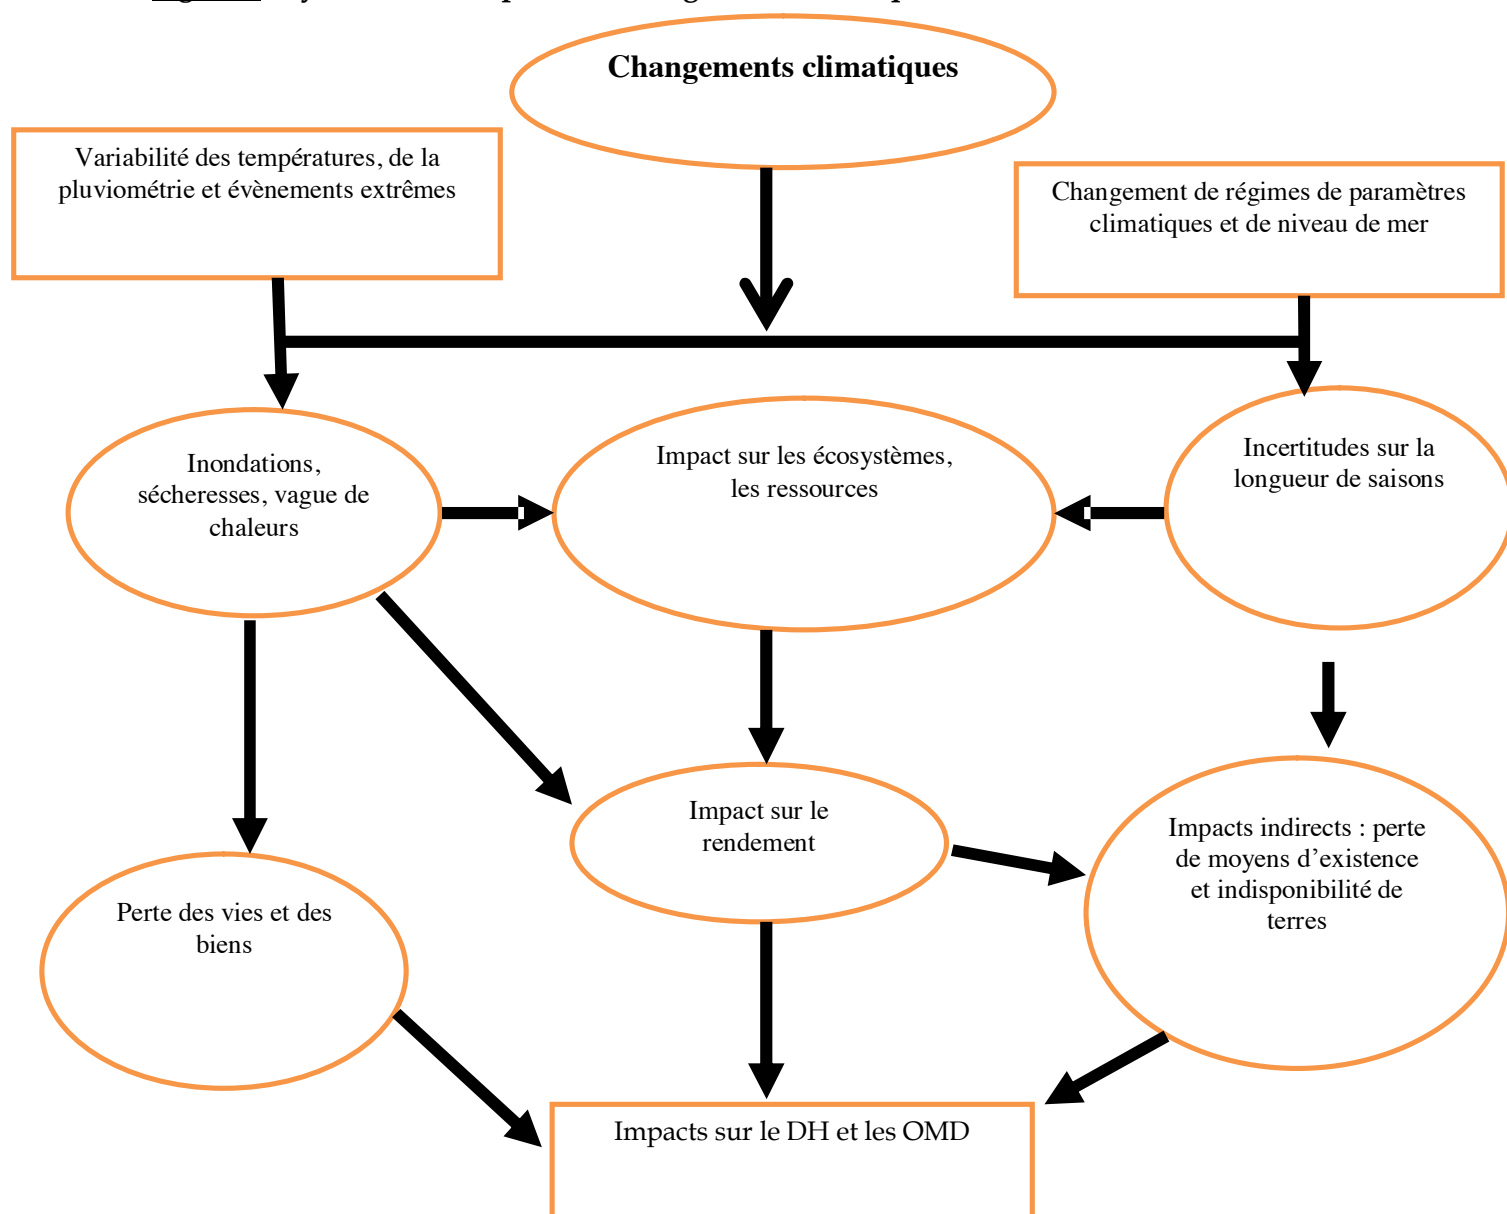 Changements climatiques
Variabilité des températures, de la
pluviométrie et évènements extrêmes
Changement de régimes de paramètres
climatiques et de niveau de mer
Inondations,
sécheresses, vague de
chaleurs
Impact sur les écosystèmes,
les ressources
Incertitudes sur la
longueur de saisons
Impact sur le
rendement
Impacts indirects : perte
de moyens d’existence
et indisponibilité de
terres
Perte des vies et des
biens
Impacts sur le DH et les OMD